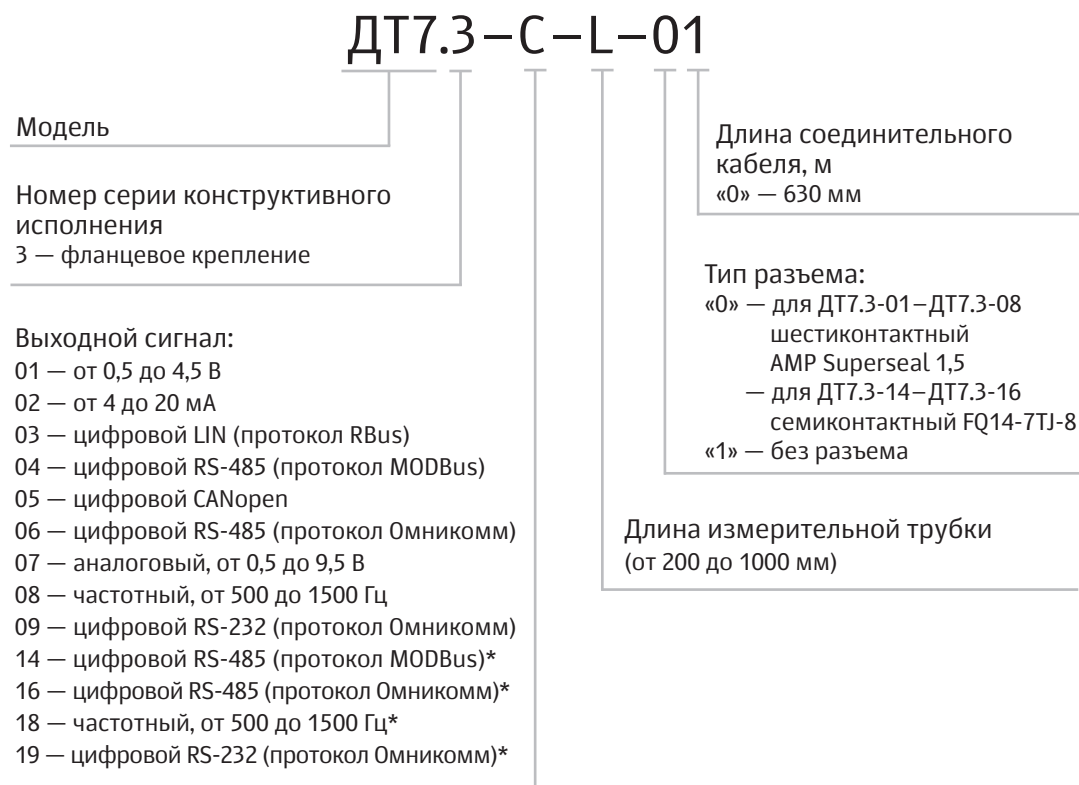 ДТ7.3–С–L–01
Модель
Номер серии конструктивного
исполнения
3 — фланцевое крепление
Выходной сигнал:
01 — от 0,5 до 4,5 В
02 — от 4 до 20 мА
03 — цифровой LIN (протокол RBus)
04 — цифровой RS-485 (протокол MODBus)
05 — цифровой CANopen
06 — цифровой RS-485 (протокол Омникомм)
07 — аналоговый, от 0,5 до 9,5 В
08 — частотный, от 500 до 1500 Гц
09 — цифровой RS-232 (протокол Омникомм)
14 — цифровой RS-485 (протокол MODBus)*
16 — цифровой RS-485 (протокол Омникомм)*
18 — частотный, от 500 до 1500 Гц*
19 — цифровой RS-232 (протокол Омникомм)*
Длина соединительного
кабеля, м
«0» — 630 мм
Тип разъема:
«0» — для ДТ7.3-01–ДТ7.3-08
шестиконтактный
AMP Superseal 1,5
— для ДТ7.3-14–ДТ7.3-16
семиконтактный FQ14-7TJ-8
«1» — без разъема
Длина измерительной трубки
(от 200 до 1000 мм)